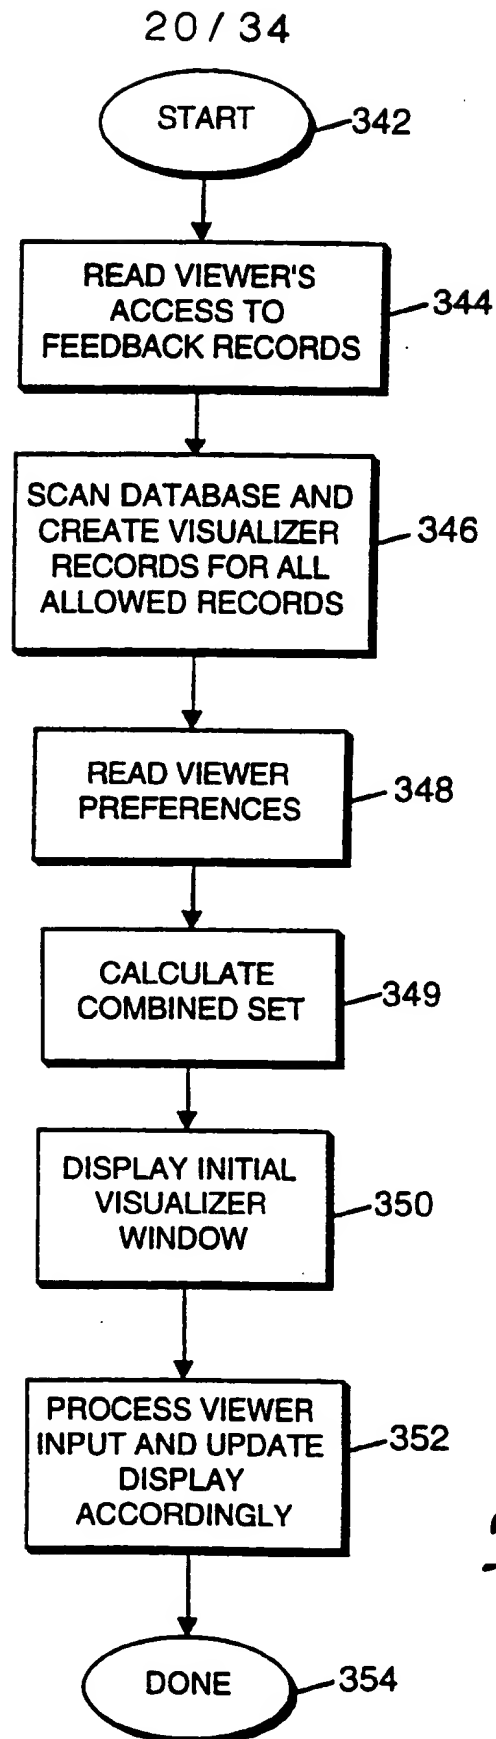 20/34
START
342
READ VIEWER'S
ACCESS TO
FEEDBACK RECORDS
344
SCAN DATABASE AND
CREATE VISUALIZER
RECORDS FOR ALL
ALLOWED RECORDS
346
READ VIEWER
PREFERENCES
348
CALCULATE
COMBINED SET
349
DISPLAY INITIAL
VISUALIZER
WINDOW
350
PROCESS VIEWER
INPUT AND UPDATE
DISPLAY
ACCORDINGLY
352
DONE
354